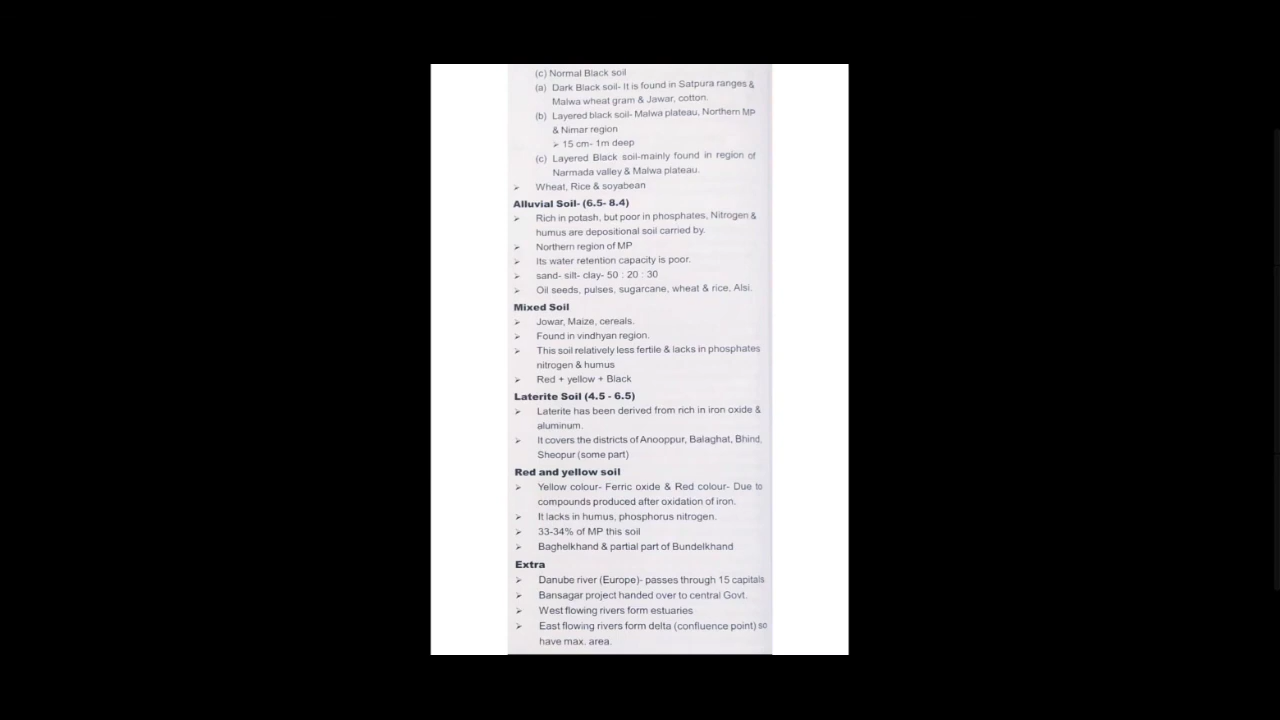 (c) Normal Black soil
(a) Dark Black soil- It is found in Satpura ranges &
Malwa wheat gram & Jawar, cotton.
(b) Layered black soil- Malwa plateau, Northern MP
& Nimar region
➢ 15 cm- 1m deep
(c) Layered Black soil-mainly found in region of
Narmada valley & Malwa plateau.
➢ Wheat, Rice & soyabean
Alluvial Soil- (6.5- 8.4)
➢ Rich in potash, but poor in phosphates, Nitrogen &
humus are depositional soil carried by.
➢ Northern region of MP
➢ Its water retention capacity is poor.
➢ sand- silt- clay- 50 : 20 : 30
➢ Oil seeds, pulses, sugarcane, wheat & rice, Alsi.
Mixed Soil
➢ Jowar, Maize, cereals.
➢ Found in vindhyan region.
➢ This soil relatively less fertile & lacks in phosphates
nitrogen & humus
➢ Red + yellow + Black
Laterite Soil (4.5 - 6.5)
➢ Laterite has been derived from rich in iron oxide &
aluminum.
➢ It covers the districts of Anooppur, Balaghat, Bhind,
Sheopur (some part)
Red and yellow soil
➢ Yellow colour- Ferric oxide & Red colour- Due to
compounds produced after oxidation of iron.
➢ It lacks in humus, phosphorus nitrogen.
➢ 33-34% of MP this soil
➢ Baghelkhand & partial part of Bundelkhand
Extra
➢ Danube river (Europe)- passes through 15 capitals
➢ Bansagar project handed over to central Govt.
➢ West flowing rivers form estuaries
➢ East flowing rivers form delta (confluence point) so
have max. area.